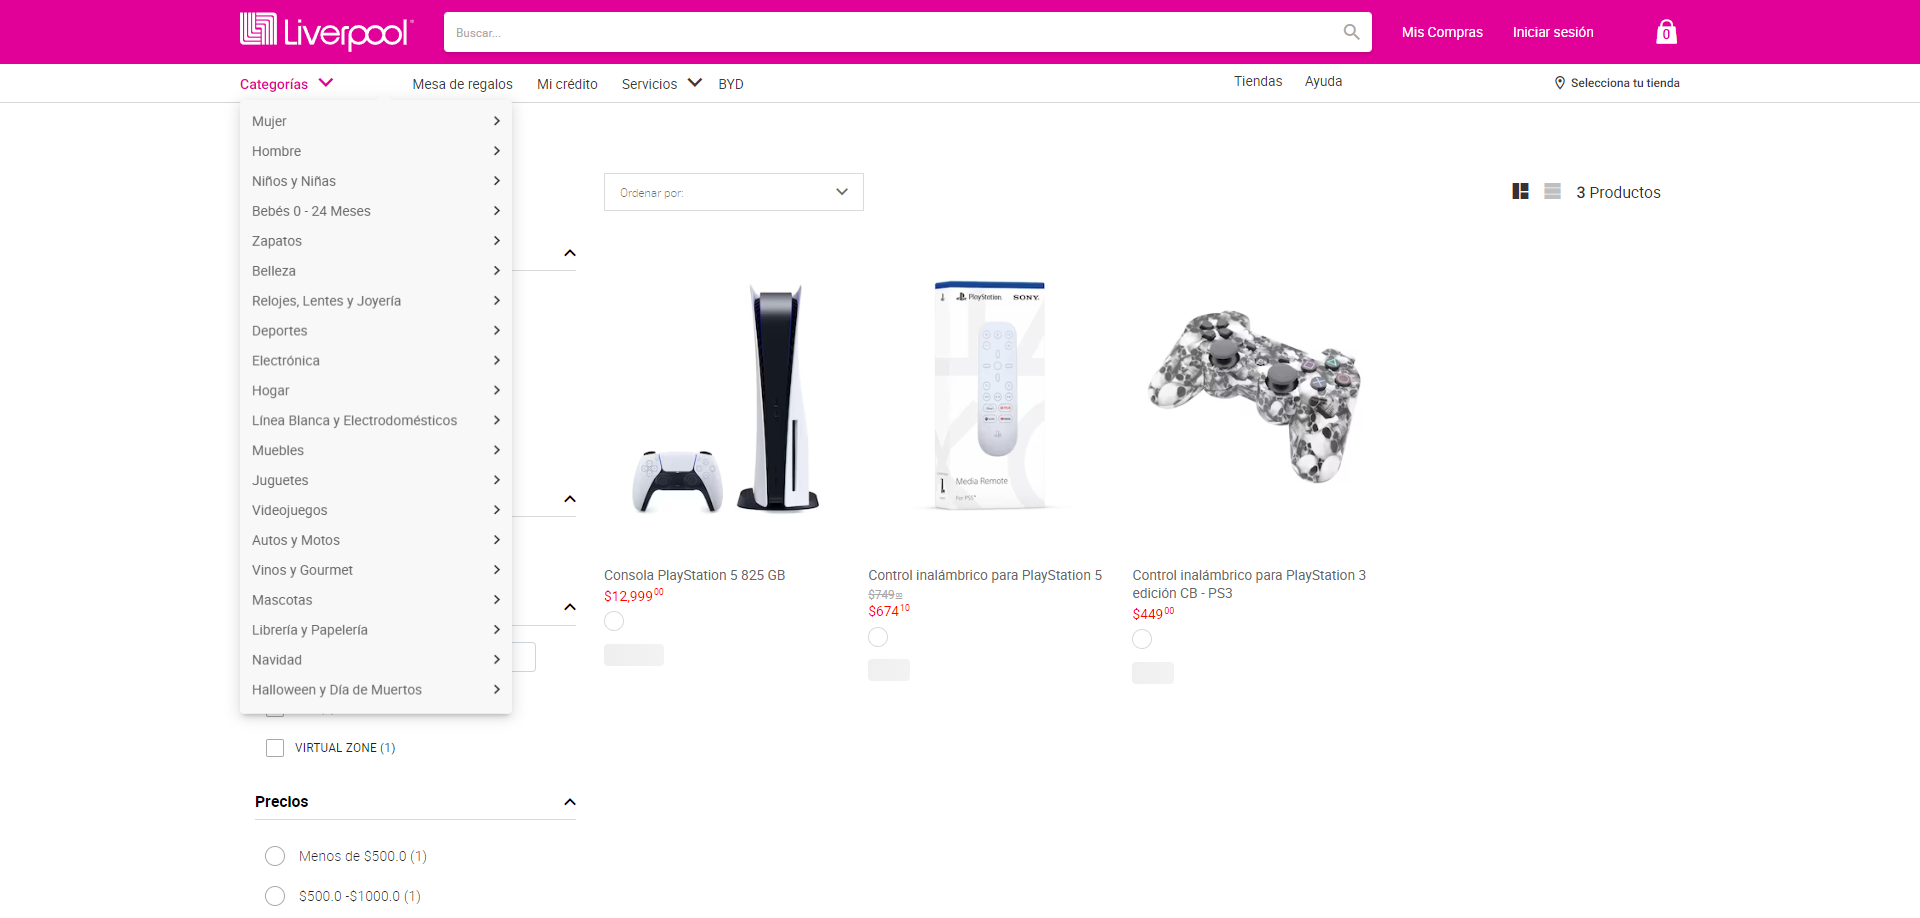 Liverpool
Buscar...
Mis Compras
Iniciar sesión
0
Categorías
Mesa de regalos
Mi crédito
Servicios
BYD
Tiendas
Ayuda
Selecciona tu tienda
Mujer
Hombre
Niños y Niñas
Bebés 0 - 24 Meses
Zapatos
Belleza
Relojes, Lentes y Joyería
Deportes
Electrónica
Hogar
Línea Blanca y Electrodomésticos
Muebles
Juguetes
Videojuegos
Autos y Motos
Vinos y Gourmet
Mascotas
Librería y Papelería
Navidad
Halloween y Día de Muertos
VIRTUAL ZONE (1)
Precios
Menos de $500.0 (1)
$500.0 -$1000.0 (1)
Ordenar por:
3 Productos
PlayStation
SONY
Media Remote
For PS5™
Consola PlayStation 5 825 GB
$12,999.00
Control inalámbrico para PlayStation 5
$749
$674.10
Control inalámbrico para PlayStation 3
edición CB - PS3
$449.00